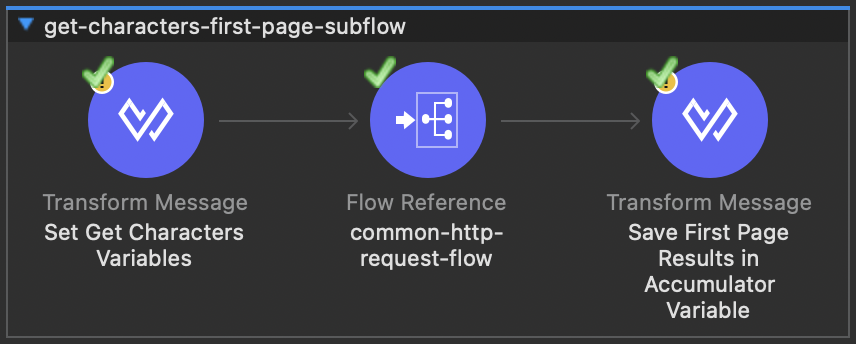 get-characters-first-page-subflow
Transform Message
Set Get Characters
Variables
Flow Reference
common-http-
request-flow
Transform Message
Save First Page
Results in
Accumulator
Variable